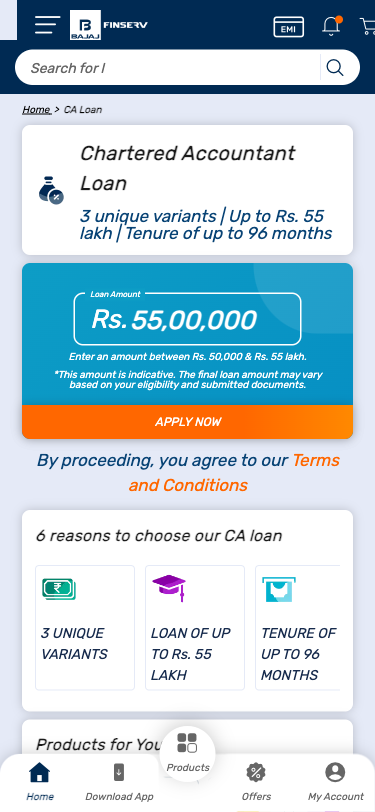 BAJAJ
FINSERV
EMI
Search for l
Home > CA Loan
Chartered Accountant
Loan
3 unique variants | Up to Rs. 55
lakh | Tenure of up to 96 months
Loan Amount
Rs. 55,00,000
Enter an amount between Rs. 50,000 & Rs. 55 lakh.
*This amount is indicative. The final loan amount may vary
based on your eligibility and submitted documents.
APPLY NOW
By proceeding, you agree to our Terms
and Conditions
6 reasons to choose our CA loan
3 UNIQUE
VARIANTS
LOAN OF UP
TO Rs. 55
LAKH
TENURE OF
UP TO 96
MONTHS
Products for You
Home
Download App
Products
Offers
My Account